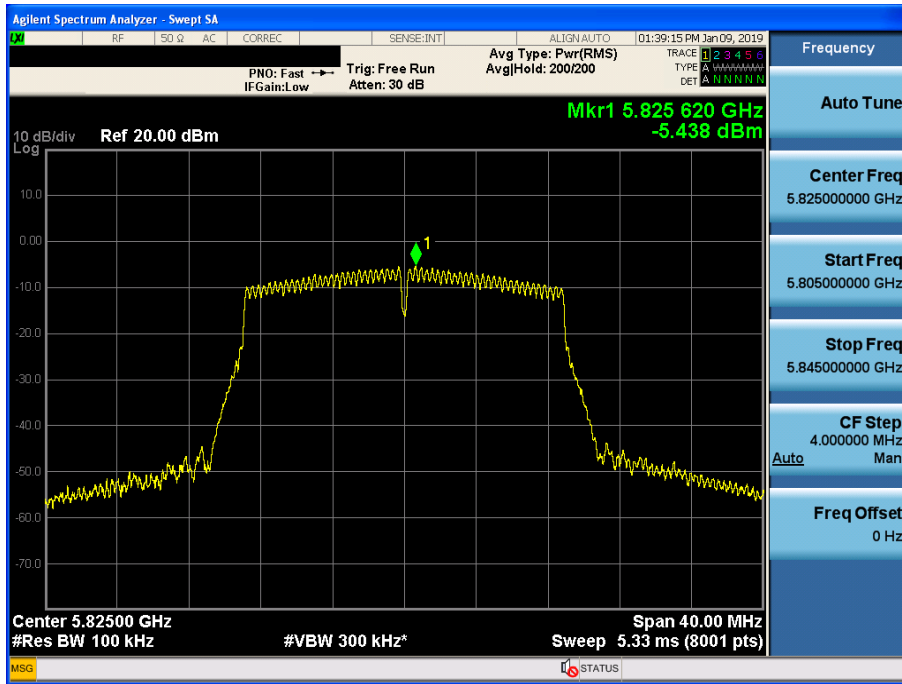 Agilent Spectrum Analyzer - Swept SA
LXI RF 50 Ω AC CORREC SENSE:INT ALIGN AUTO 01:39:15 PM Jan 09, 2019
PNO: Fast Trig: Free Run Avg Type: Pwr(RMS) TRACE 1 2 3 4 5 6
IFGain:Low Atten: 30 dB Avg|Hold: 200/200 TYPE A WWWWWW
DET A N N N N N
Mkr1 5.825 620 GHz
-5.438 dBm
10 dB/div Ref 20.00 dBm
Log
10.0
0.00
-10.0
-20.0
-30.0
-40.0
-50.0
-60.0
-70.0
1
Center 5.82500 GHz Span 40.00 MHz
#Res BW 100 kHz #VBW 300 kHz* Sweep 5.33 ms (8001 pts)
MSG STATUS
Frequency
Auto Tune
Center Freq
5.825000000 GHz
Start Freq
5.805000000 GHz
Stop Freq
5.845000000 GHz
CF Step
4.000000 MHz
Auto Man
Freq Offset
0 Hz